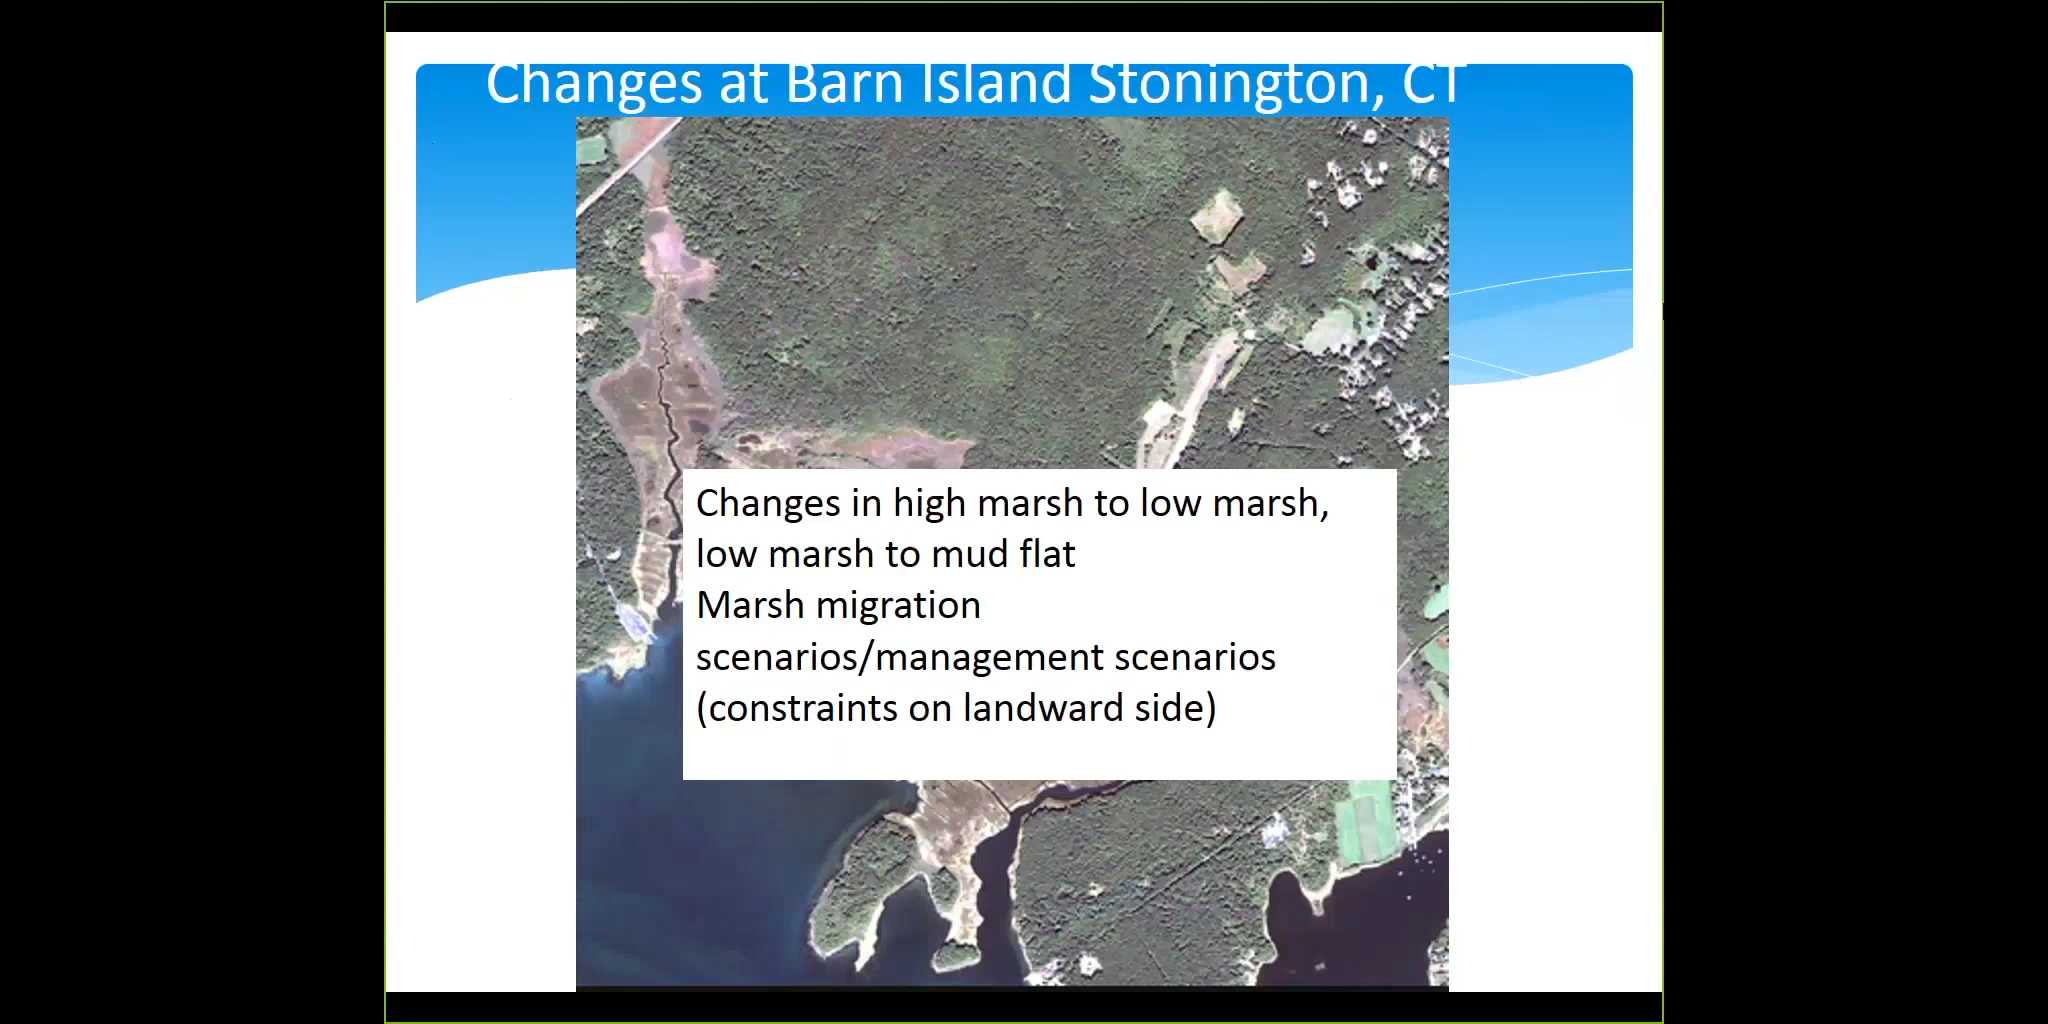 Changes at Barn Island Stonington, CT
Changes in high marsh to low marsh,
low marsh to mud flat
Marsh migration
scenarios/management scenarios
(constraints on landward side)